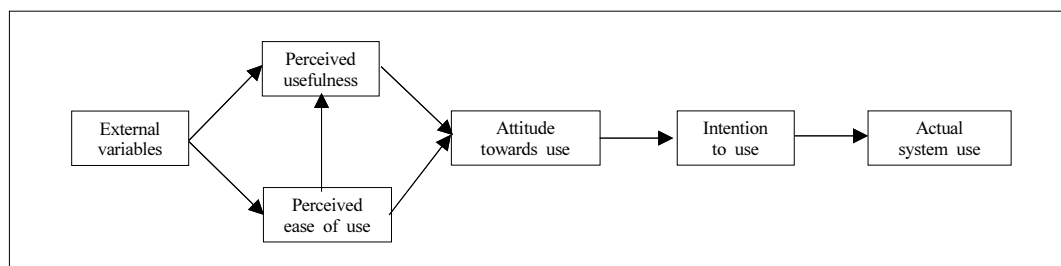 Perceived
usefulness
External
variables
Attitude
towards use
Intention
to use
Actual
system use
Perceived
ease of use